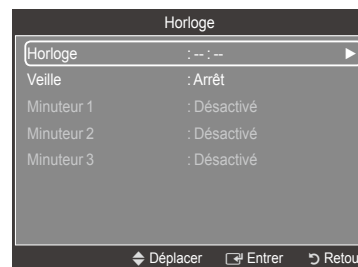 Horloge
Horloge : -- : --
Veille : Arrêt
Minuteur 1 : Désactivé
Minuteur 2 : Désactivé
Minuteur 3 : Désactivé
Déplacer Entrer Retou